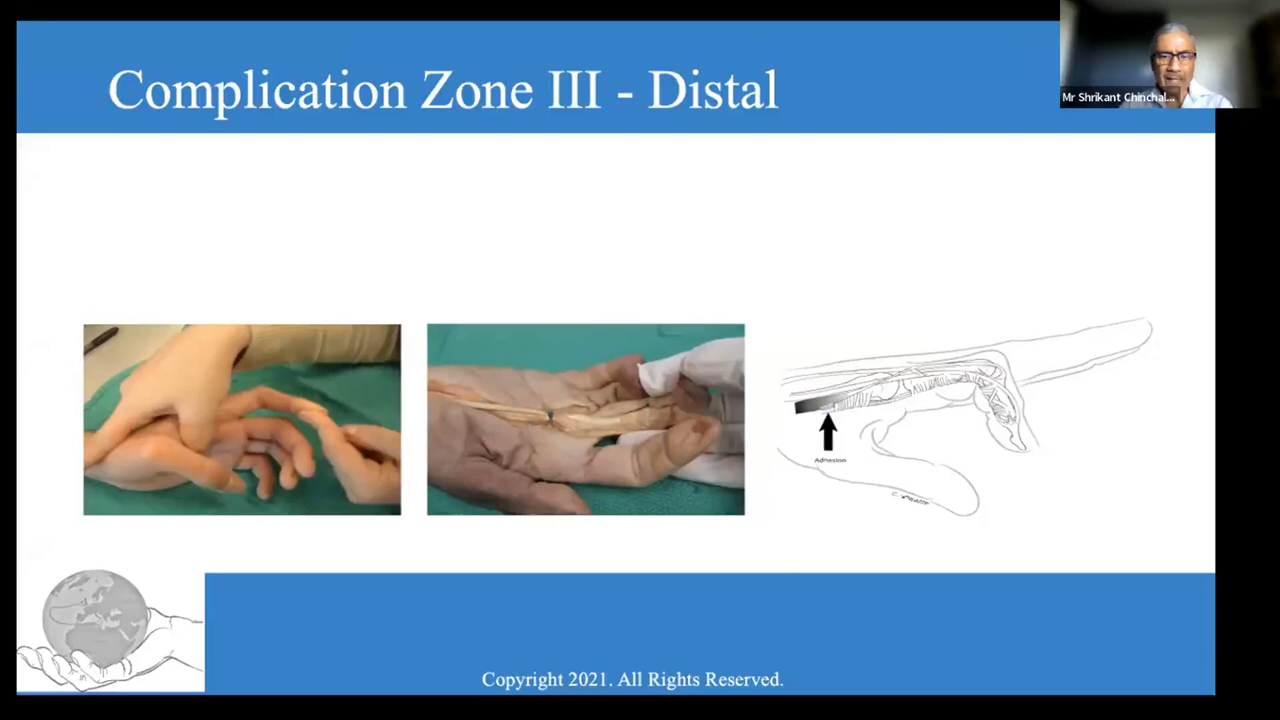 Complication Zone III - Distal
Mr Shrikant Chinchal...
Adhesion
Copyright 2021. All Rights Reserved.